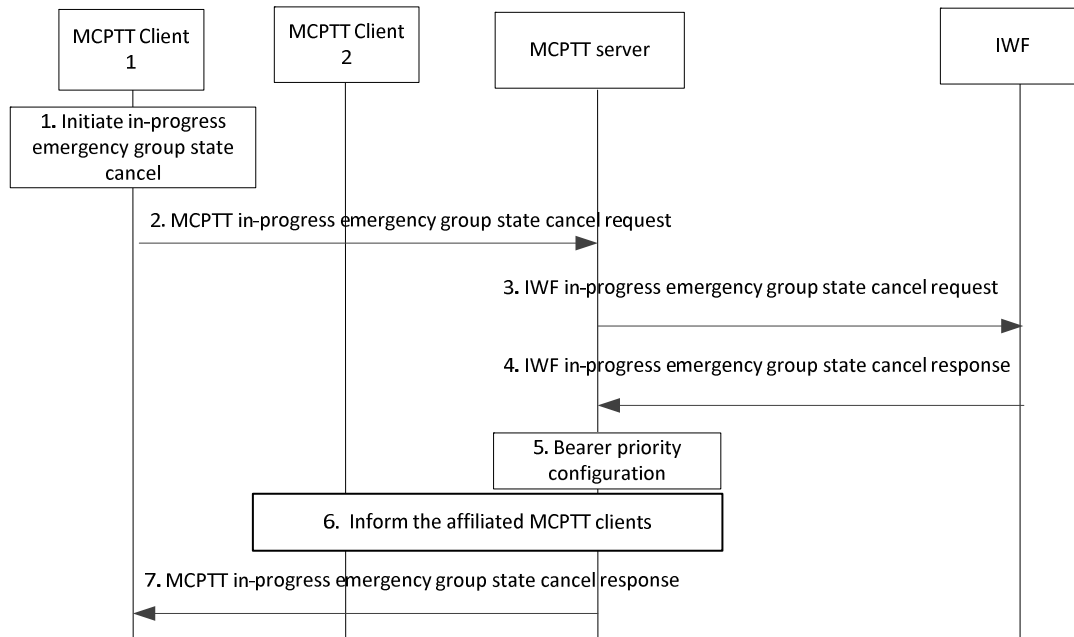 MCPTT Client
1
MCPTT Client
2
MCPTT server
IWF
1. Initiate in-progress
emergency group state
cancel
2. MCPTT in-progress emergency group state cancel request
3. IWF in-progress emergency group state cancel request
4. IWF in-progress emergency group state cancel response
5. Bearer priority
configuration
6. Inform the affiliated MCPTT clients
7. MCPTT in-progress emergency group state cancel response